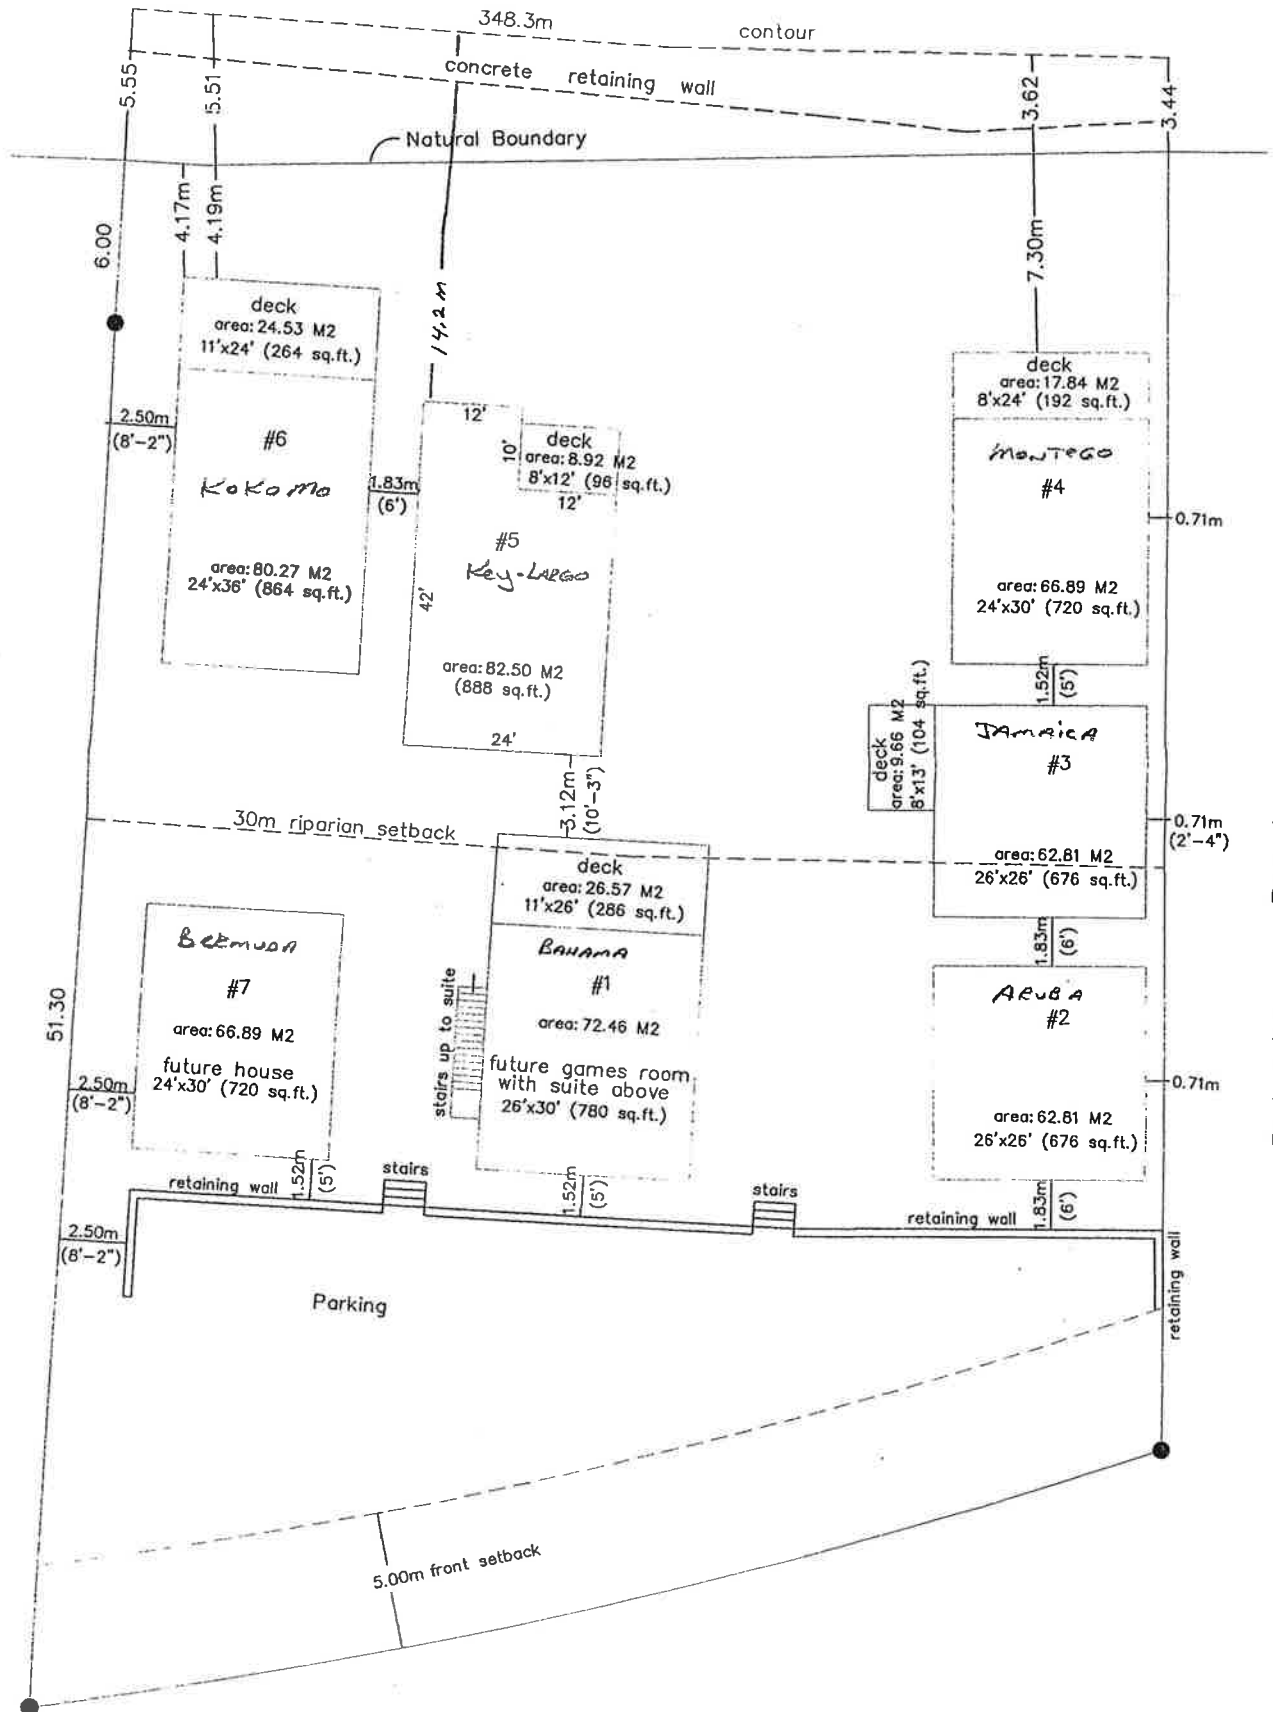 348.3m
contour
concrete retaining wall
5.55
5.51
3.62
3.44
Natural Boundary
6.00
4.17m
4.19m
14.2 m
7.30m
deck
area: 24.53 M2
11'x24' (264 sq.ft.)
2.50m
(8'-2")
#6
KOKOMO
area: 80.27 M2
24'x36' (864 sq.ft.)
1.83m
(6')
12'
10'
deck
area: 8.92 M2
8'x12' (96 sq.ft.)
12'
#5
Key-LARGO
42'
area: 82.50 M2
(888 sq.ft.)
24'
deck
area: 17.84 M2
8'x24' (192 sq.ft.)
MONTEGO
#4
0.71m
area: 66.89 M2
24'x30' (720 sq.ft.)
1.52m
(5')
deck
area: 9.66 M2
8'x13' (104 sq.ft.)
JAMAICA
#3
0.71m
(2'-4")
area: 62.81 M2
26'x26' (676 sq.ft.)
3.12m
(10'-3")
30m riparian setback
deck
area: 26.57 M2
11'x26' (286 sq.ft.)
BAHAMA
#1
area: 72.46 M2
future games room
with suite above
26'x30' (780 sq.ft.)
stairs up to suite
BERMUDA
#7
area: 66.89 M2
future house
24'x30' (720 sq.ft.)
51.30
2.50m
(8'-2")
1.83m
(6')
ARUBA
#2
0.71m
area: 62.81 M2
26'x26' (676 sq.ft.)
1.52m
(5')
retaining wall
stairs
1.52m
(5')
stairs
retaining wall
1.83m
(6')
retaining wall
2.50m
(8'-2")
Parking
5.00m front setback